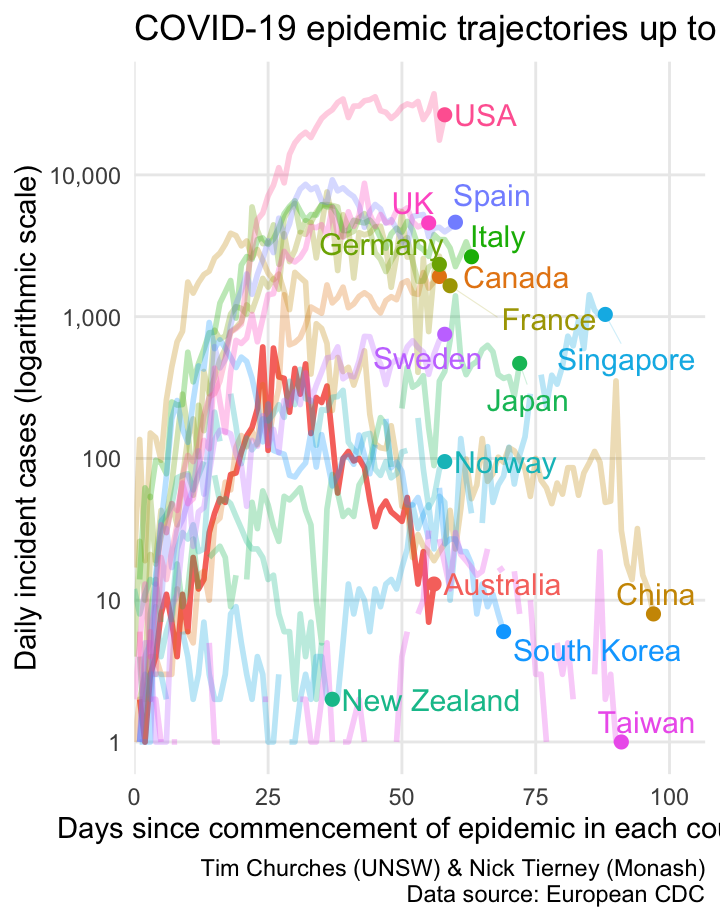 COVID-19 epidemic trajectories up to
Daily incident cases (logarithmic scale)
10,000
1,000
100
10
1
USA
UK
Spain
Germany
Italy
Canada
France
Sweden
Singapore
Japan
Norway
Australia
China
South Korea
New Zealand
Taiwan
0
25
50
75
100
Days since commencement of epidemic in each cou
Tim Churches (UNSW) & Nick Tierney (Monash)
Data source: European CDC